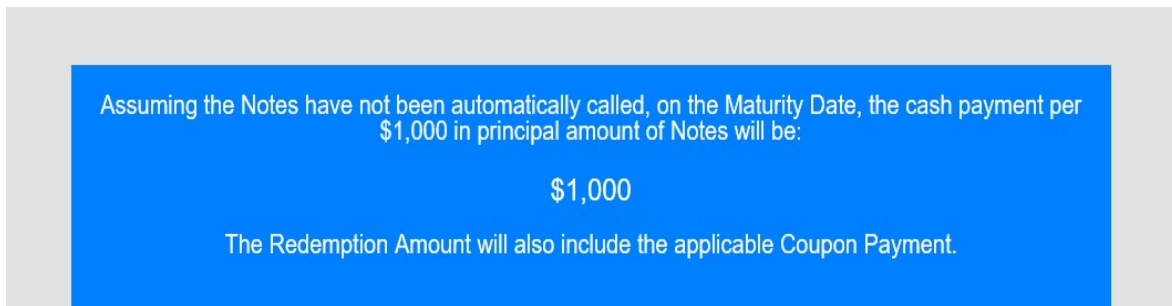 Assuming the Notes have not been automatically called, on the Maturity Date, the cash payment per
$1,000 in principal amount of Notes will be:
$1,000
The Redemption Amount will also include the applicable Coupon Payment.